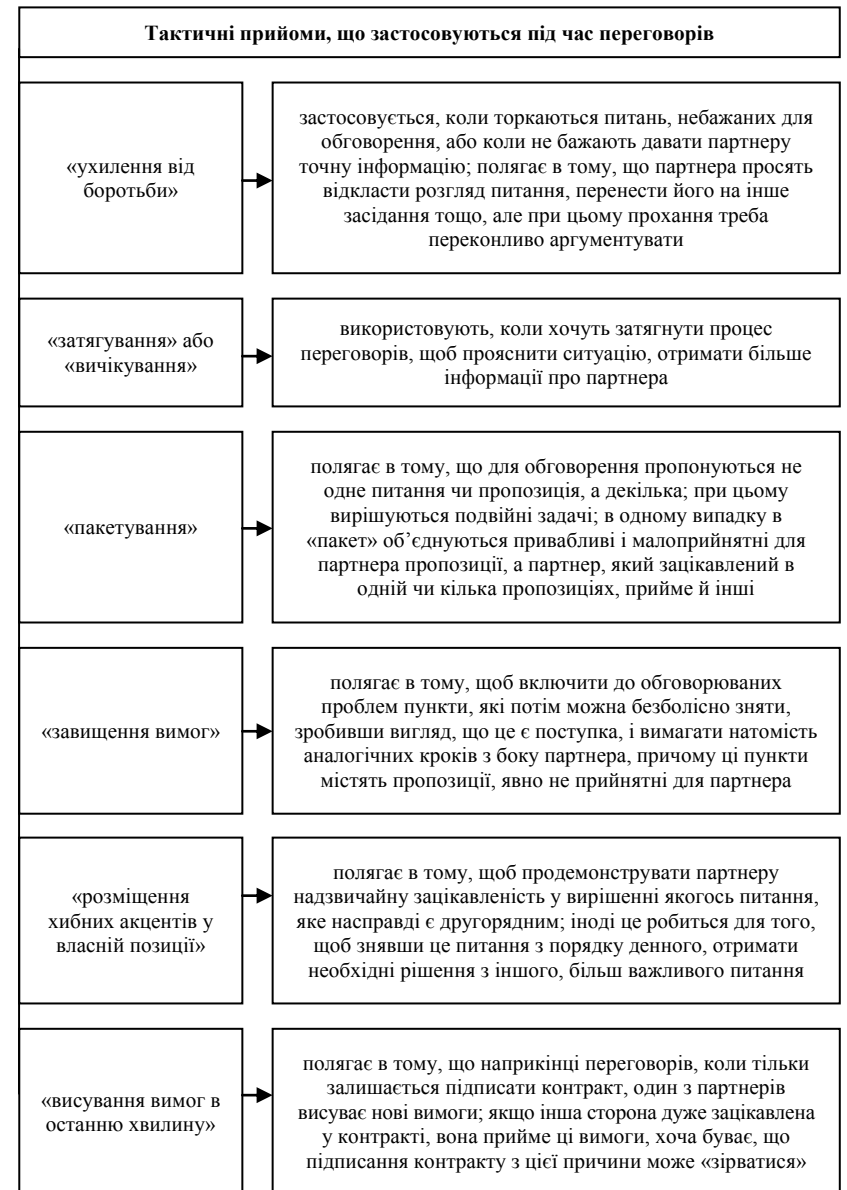 Тактичні прийоми, що застосовуються під час переговорів
«ухилення від
боротьби»
застосовується, коли торкаються питань, небажаних для
обговорення, або коли не бажають давати партнеру
точну інформацію; полягає в тому, що партнера просять
відкласти розгляд питання, перенести його на інше
засідання тощо, але при цьому прохання треба
переконливо аргументувати
«затягування» або
«вичікування»
використовують, коли хочуть затягнути процес
переговорів, щоб прояснити ситуацію, отримати більше
інформації про партнера
«пакетування»
полягає в тому, що для обговорення пропонуються не
одне питання чи пропозиція, а декілька; при цьому
вирішуються подвійні задачі; в одному випадку в
«пакет» об’єднуються привабливі і малоприйнятні для
партнера пропозиції, а партнер, який зацікавлений в
одній чи кілька пропозиціях, прийме й інші
«завищення вимог»
полягає в тому, щоб включити до обговорюваних
проблем пункти, які потім можна безболісно зняти,
зробивши вигляд, що це є поступка, і вимагати натомість
аналогічних кроків з боку партнера, причому ці пункти
містять пропозиції, явно не прийнятні для партнера
«розміщення
хибних акцентів у
власній позиції»
полягає в тому, щоб продемонструвати партнеру
надзвичайну зацікавленість у вирішенні якогось питання,
яке насправді є другорядним; іноді це робиться для того,
щоб знявши це питання з порядку денного, отримати
необхідні рішення з іншого, більш важливого питання
«висування вимог в
останню хвилину»
полягає в тому, що наприкінці переговорів, коли тільки
залишається підписати контракт, один з партнерів
висуває нові вимоги; якщо інша сторона дуже зацікавлена
у контракті, вона прийме ці вимоги, хоча буває, що
підписання контракту з цієї причини може «зірватися»